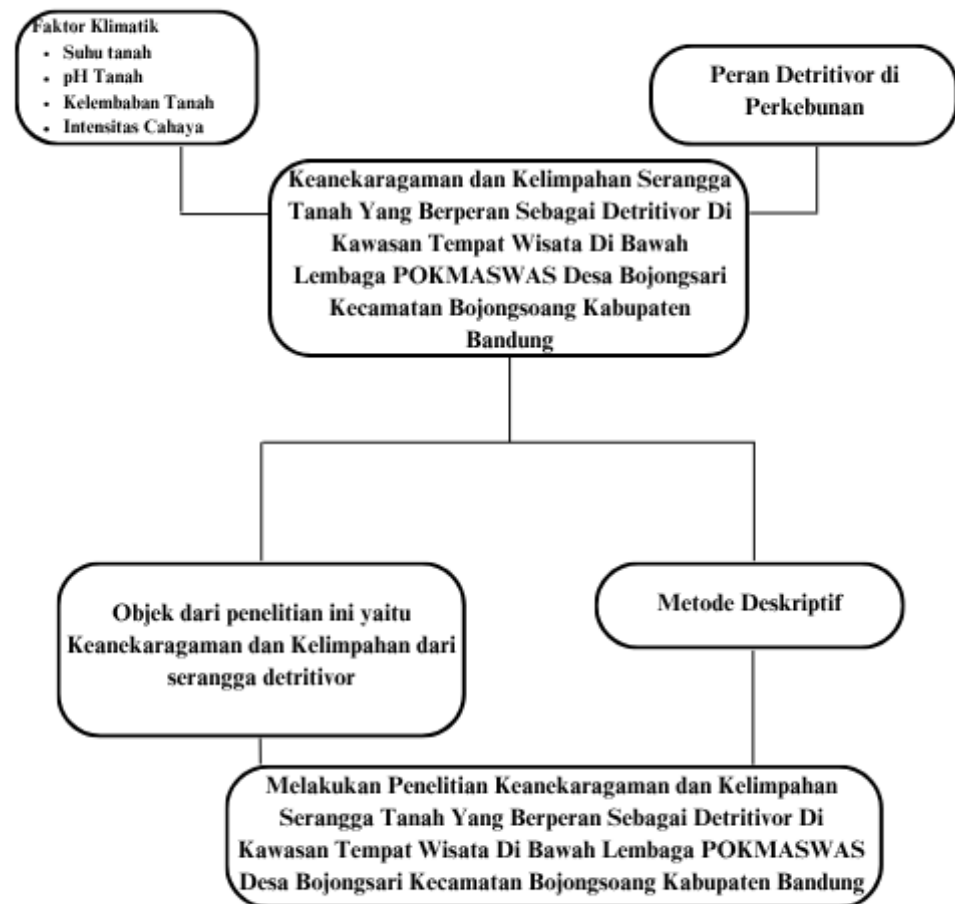 Faktor Klimatik
• Suhu tanah
• pH Tanah
• Kelembaban Tanah
• Intensitas Cahaya
Peran Detritivor di
Perkebunan
Keanekaragaman dan Kelimpahan Serangga
Tanah Yang Berperan Sebagai Detritivor Di
Kawasan Tempat Wisata Di Bawah
Lembaga POKMASWAS Desa Bojongsari
Kecamatan Bojongsoang Kabupaten
Bandung
Objek dari penelitian ini yaitu
Keanekaragaman dan Kelimpahan dari
serangga detritivor
Metode Deskriptif
Melakukan Penelitian Keanekaragaman dan Kelimpahan
Serangga Tanah Yang Berperan Sebagai Detritivor Di
Kawasan Tempat Wisata Di Bawah Lembaga POKMASWAS
Desa Bojongsari Kecamatan Bojongsoang Kabupaten Bandung